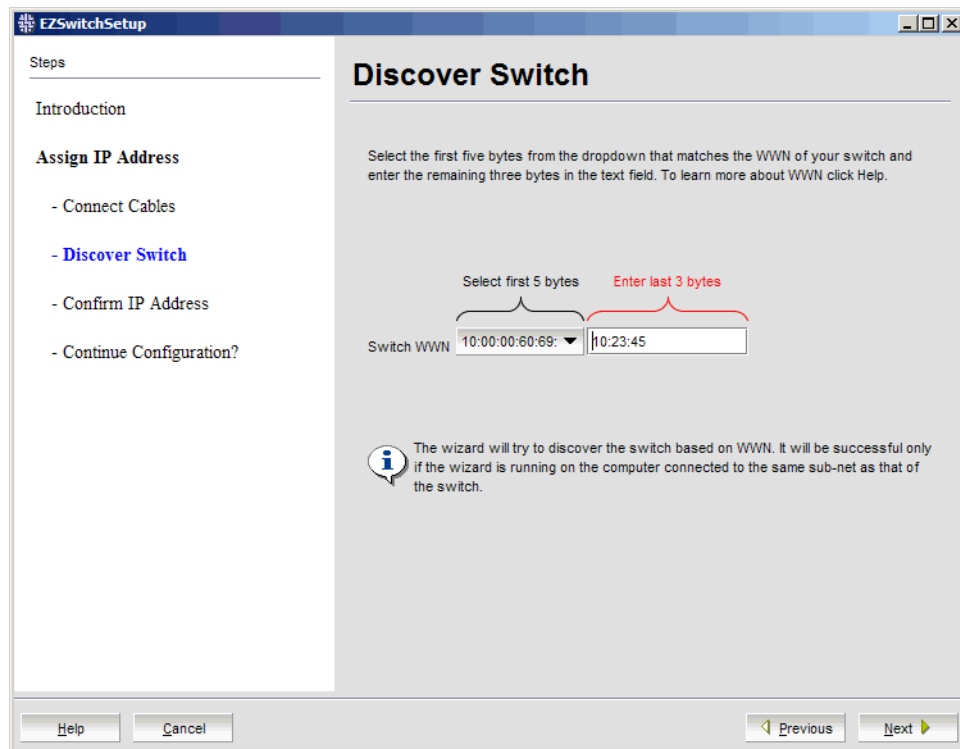 EZSwitchSetup
Steps
Introduction
Assign IP Address
- Connect Cables
- Discover Switch
- Confirm IP Address
- Continue Configuration?
Discover Switch
Select the first five bytes from the dropdown that matches the WWN of your switch and
enter the remaining three bytes in the text field. To learn more about WWN click Help.
Select first 5 bytes
Enter last 3 bytes
Switch WWN
10:00:00:60:69:
10:23:45
The wizard will try to discover the switch based on WWN. It will be successful only
if the wizard is running on the computer connected to the same sub-net as that of
the switch.
Help
Cancel
Previous
Next